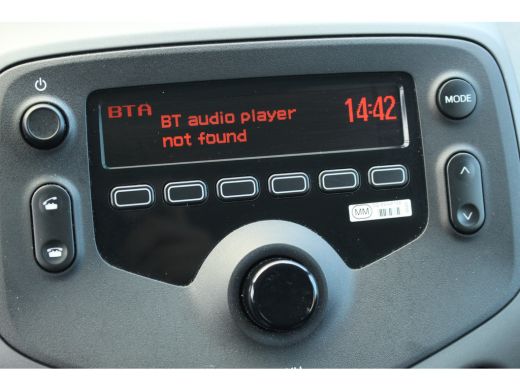 BTA
BT audio player
not found
14:42
MODE
MM